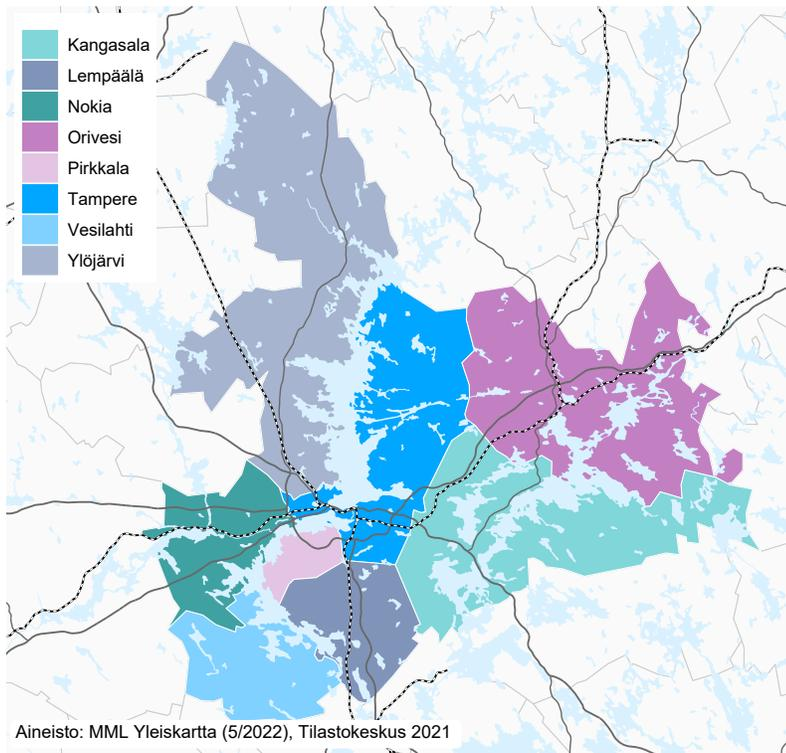 Kangasala
Lempäälä
Nokia
Orivesi
Pirkkala
Tampere
Vesilahti
Ylöjärvi
Aineisto: MML Yleiskartta (5/2022), Tilastokeskus 2021